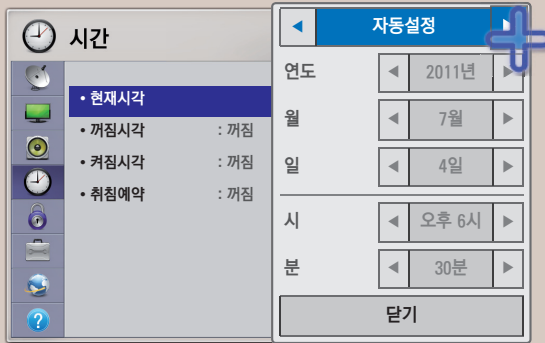 시간
• 현재시각
• 꺼짐시각 : 꺼짐
• 켜짐시각 : 꺼짐
• 취침예약 : 꺼짐
자동설정
연도 2011년
월 7월
일 4일
시 오후 6시
분 30분
닫기